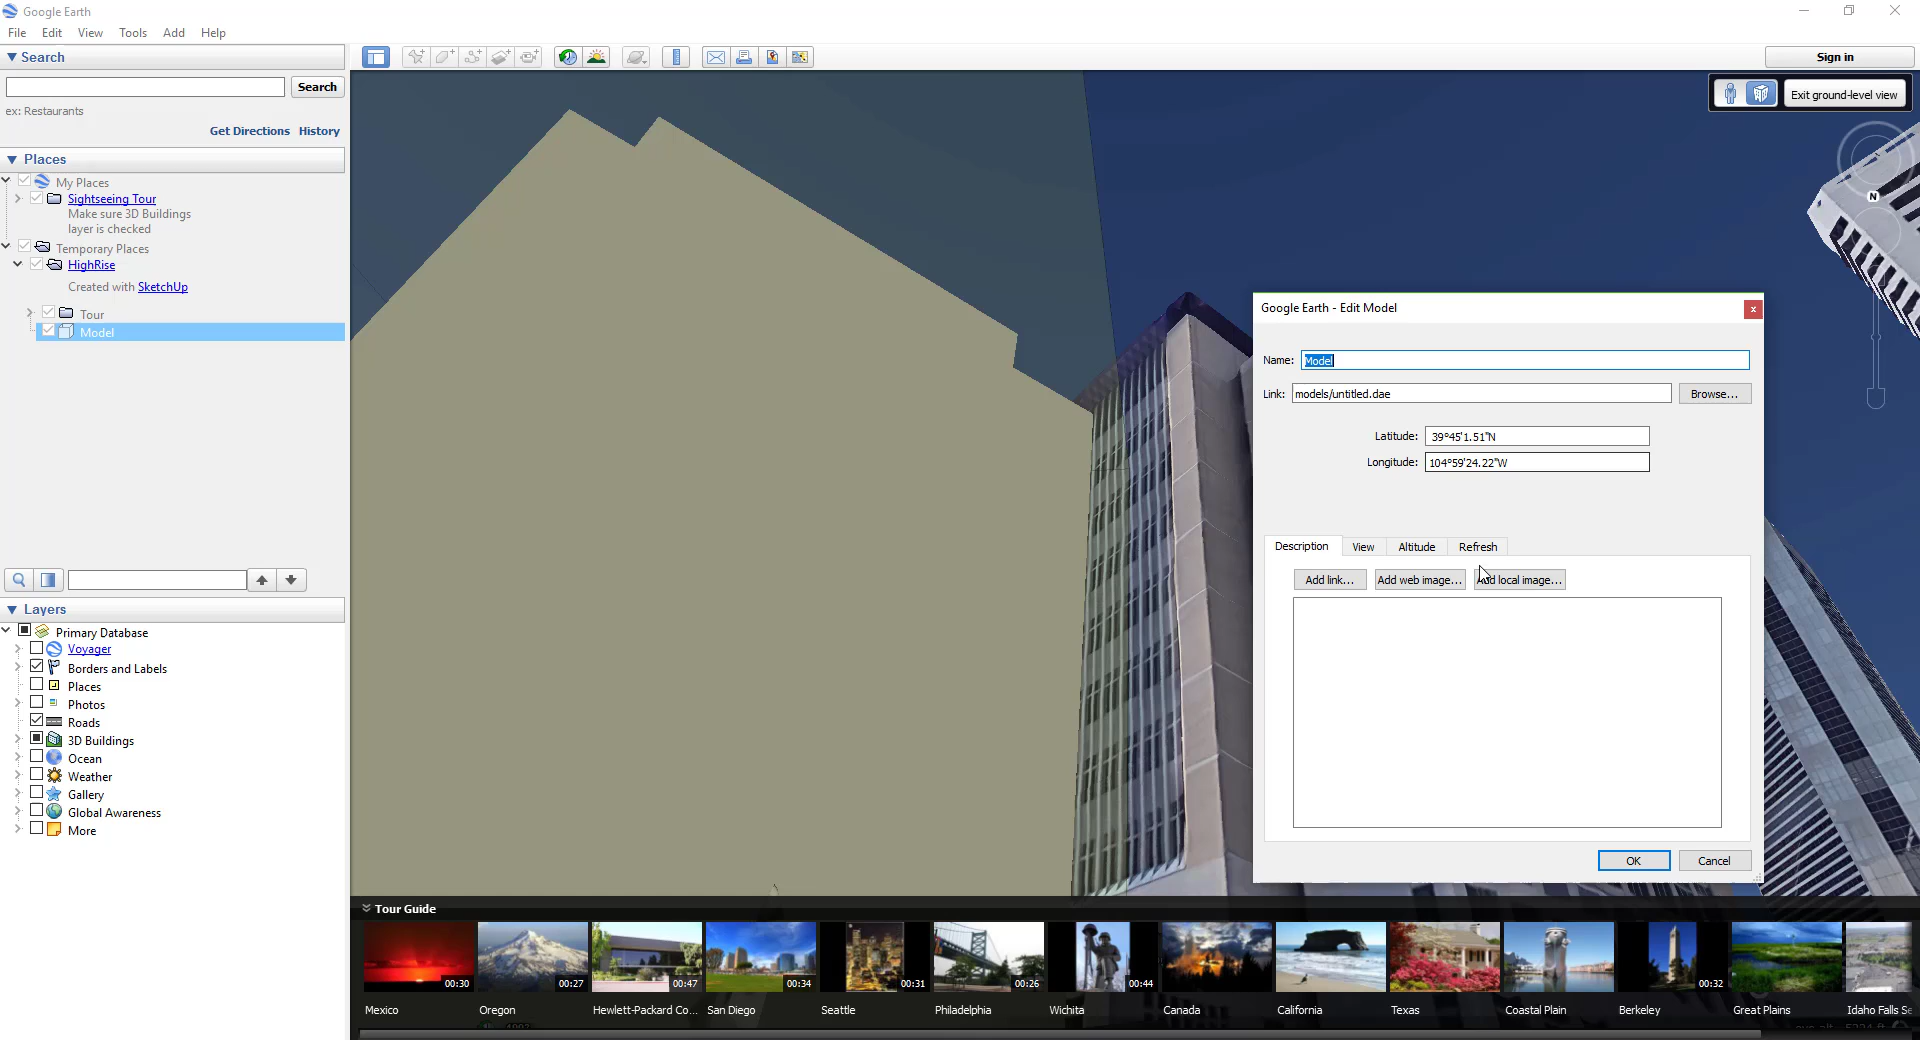 Google Earth
File Edit View Tools Add Help
Search
Search
ex: Restaurants
Get Directions History
Places
My Places
Sightseeing Tour
Make sure 3D Buildings
layer is checked
Temporary Places
HighRise
Created with SketchUp
Tour
Model
Layers
Primary Database
Voyager
Borders and Labels
Places
Photos
Roads
3D Buildings
Ocean
Weather
Gallery
Global Awareness
More
Sign in
Exit ground-level view
N
Google Earth - Edit Model
Name: Model
Link: models/untitled.dae Browse...
Latitude: 39°45'1.51"N
Longitude: 104°59'24.22"W
Description View Altitude Refresh
Add link... Add web image... Add local image...
OK Cancel
Tour Guide
00:30 00:27 00:47 00:34 00:31 00:26 00:44 00:32
Mexico Oregon Hewlett-Packard Co... San Diego Seattle Philadelphia Wichita Canada California Texas Coastal Plain Berkeley Great Plains Idaho Falls Se
1993